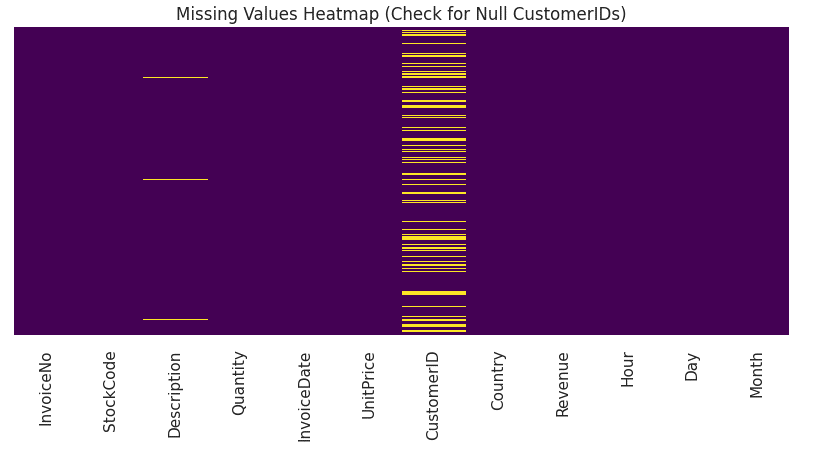 Missing Values Heatmap (Check for Null CustomerIDs)
InvoiceNo
StockCode
Description
Quantity
InvoiceDate
UnitPrice
CustomerID
Country
Revenue
Hour
Day
Month